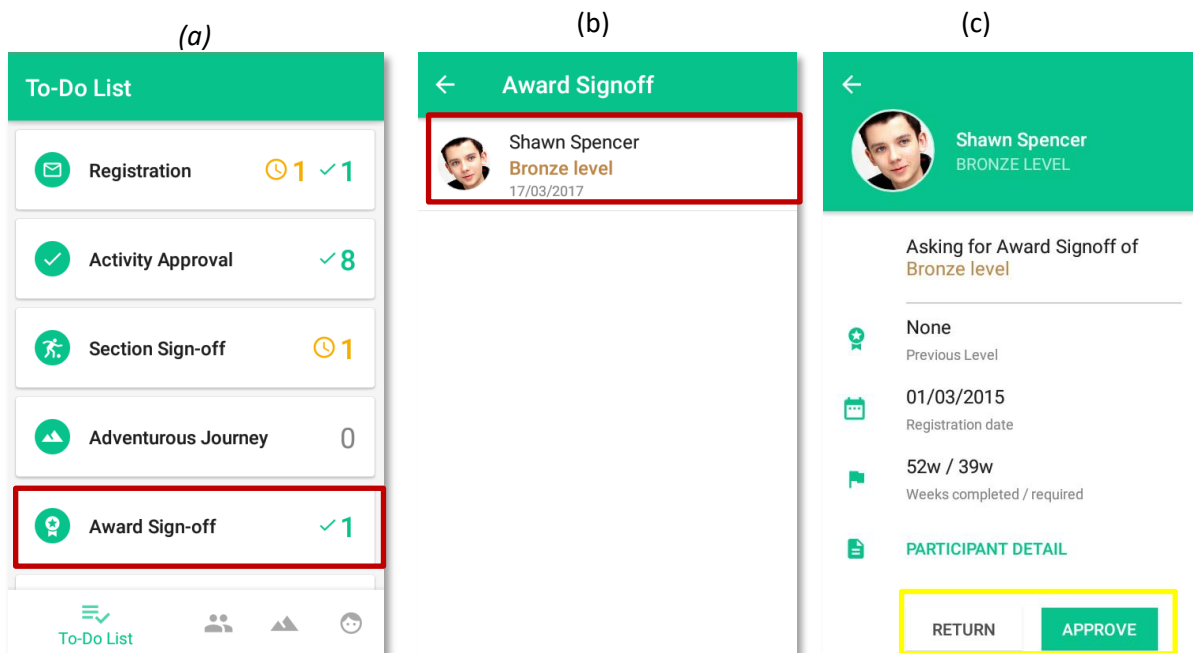 (a)
To-Do List
Registration 1 1
Activity Approval 8
Section Sign-off 1
Adventurous Journey 0
Award Sign-off 1
To-Do List
(b)
Award Signoff
Shawn Spencer
Bronze level
17/03/2017
(c)
Shawn Spencer
BRONZE LEVEL
Asking for Award Signoff of
Bronze level
None
Previous Level
01/03/2015
Registration date
52w / 39w
Weeks completed / required
PARTICIPANT DETAIL
RETURN APPROVE